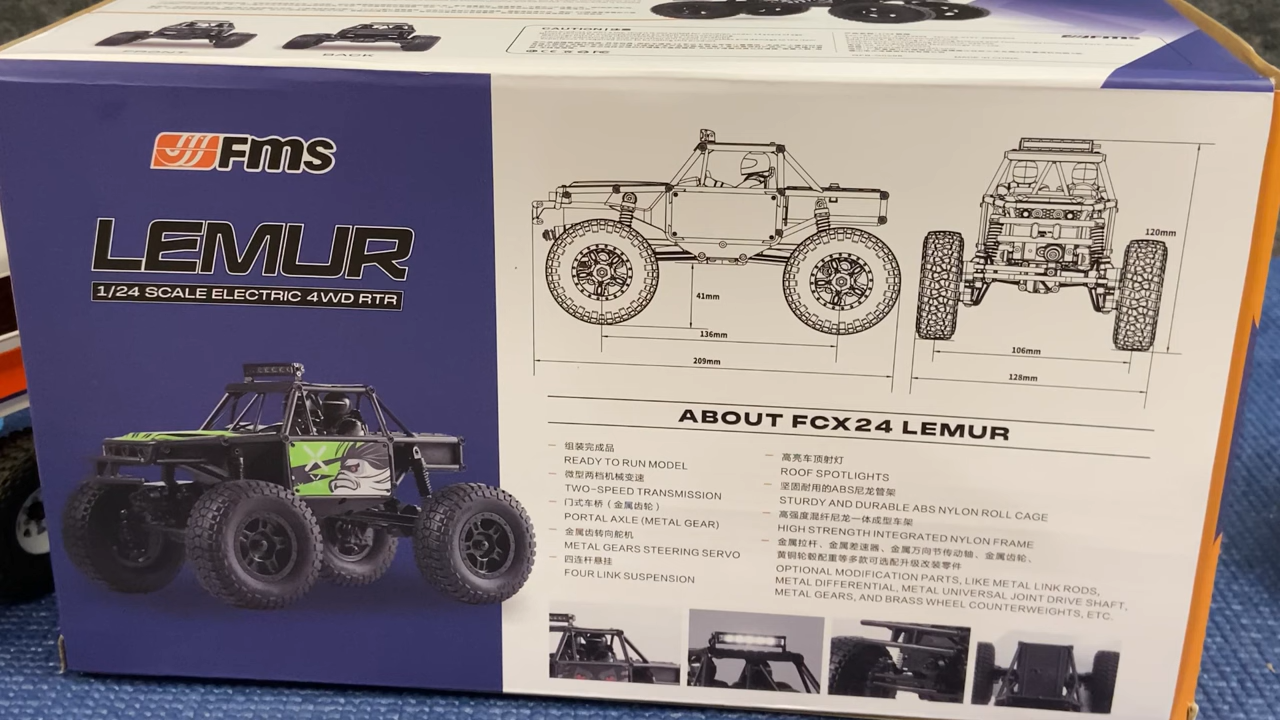 FRONT
BACK
Fms
Fms
LEMUR
1/24 SCALE ELECTRIC 4WD RTR
120mm
41mm
136mm
209mm
106mm
128mm
ABOUT FCX24 LEMUR
— 组装完成品
READY TO RUN MODEL
— 微型两档机械变速
TWO-SPEED TRANSMISSION
— 门式车桥（金属齿轮）
PORTAL AXLE (METAL GEAR)
— 金属齿转向舵机
METAL GEARS STEERING SERVO
— 四连杆悬挂
FOUR LINK SUSPENSION
— 高亮车顶射灯
ROOF SPOTLIGHTS
— 坚固耐用的ABS尼龙管架
STURDY AND DURABLE ABS NYLON ROLL CAGE
— 高强度混纤尼龙一体成型车架
HIGH STRENGTH INTEGRATED NYLON FRAME
— 金属拉杆、金属差速器、金属万向节传动轴、金属齿轮、
黄铜轮毂配重等多款可选配升级改装零件
OPTIONAL MODIFICATION PARTS, LIKE METAL LINK RODS,
METAL DIFFERENTIAL, METAL UNIVERSAL JOINT DRIVE SHAFT,
METAL GEARS, AND BRASS WHEEL COUNTERWEIGHTS, ETC.